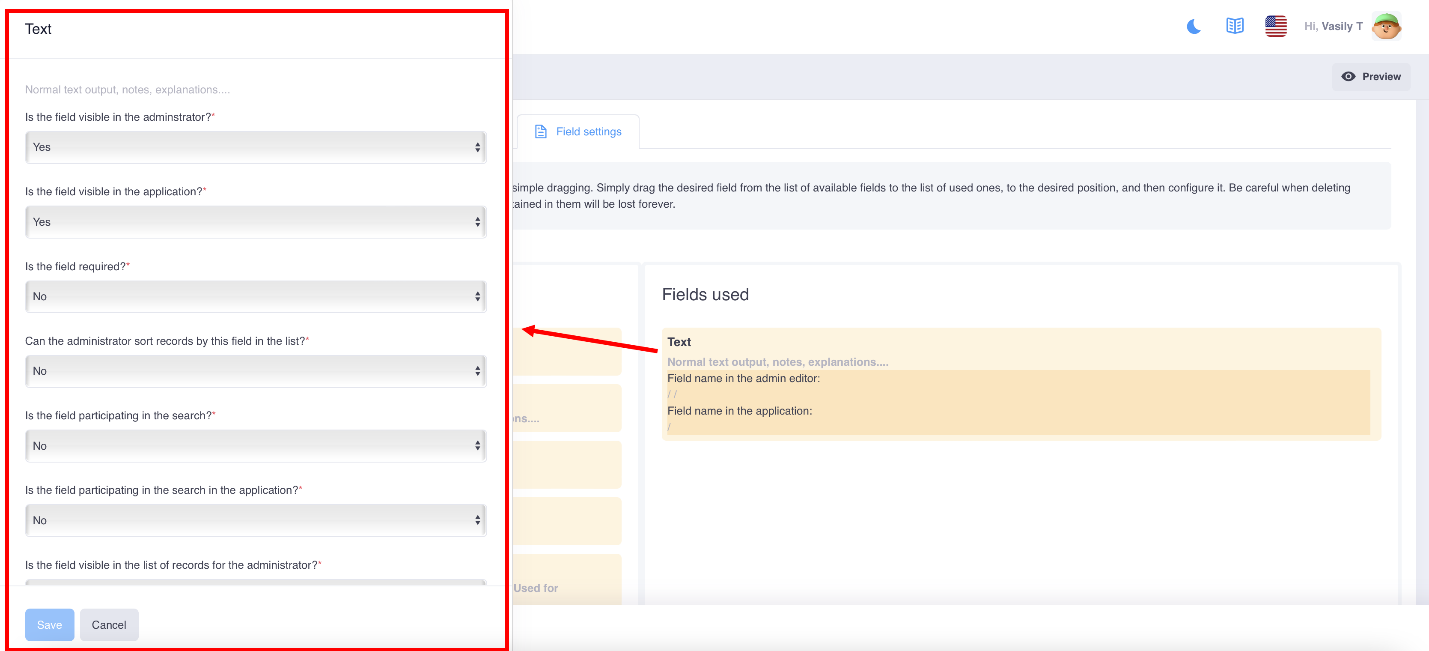 Text
Normal text output, notes, explanations....
Is the field visible in the adminstrator?*
Yes
Is the field visible in the application?*
Yes
Is the field required?*
No
Can the administrator sort records by this field in the list?*
No
Is the field participating in the search?*
No
Is the field participating in the search in the application?*
No
Is the field visible in the list of records for the administrator?*
Save Cancel
Hi, Vasily T
Preview
Field settings
simple dragging. Simply drag the desired field from the list of available fields to the list of used ones, to the desired position, and then configure it. Be careful when deleting
tained in them will be lost forever.
ns....
Used for
Fields used
Text
Normal text output, notes, explanations....
Field name in the admin editor:
/ /
Field name in the application:
/